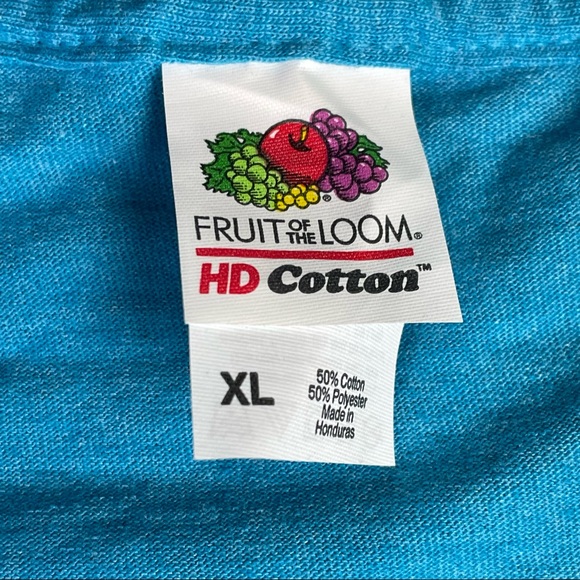 FRUIT OF THE LOOM®
HD Cotton™
XL
50% Cotton
50% Polyester
Made in
Honduras